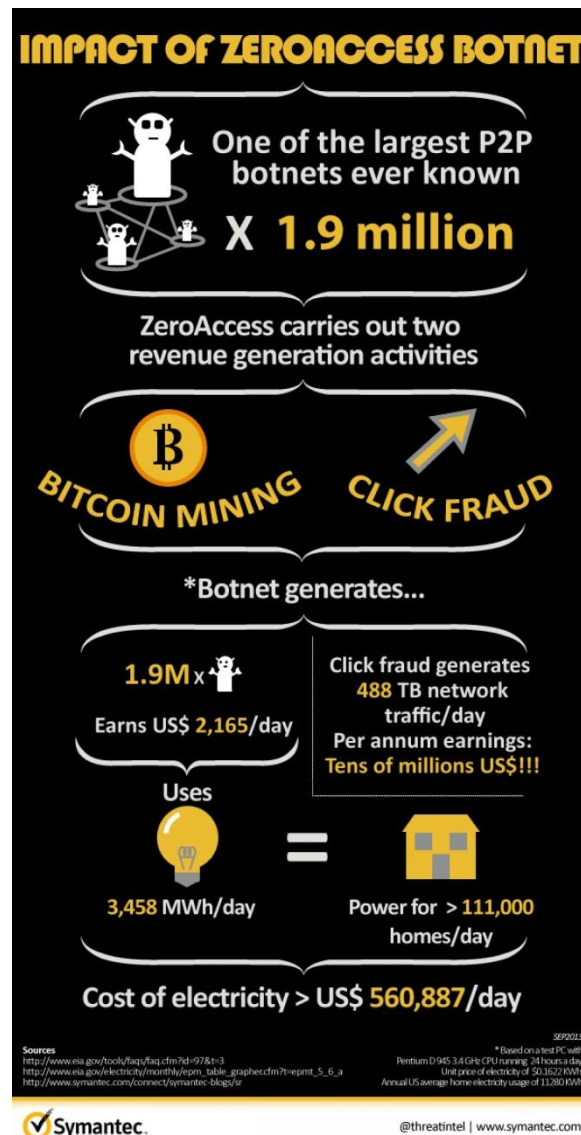 IMPACT OF ZEROACCESS BOTNET
One of the largest P2P
botnets ever known
X 1.9 million
ZeroAccess carries out two
revenue generation activities
BITCOIN MINING
CLICK FRAUD
*Botnet generates...
1.9M x
Earns US$ 2,165/day
Click fraud generates
488 TB network
traffic/day
Per annum earnings:
Tens of millions US$!!!
Uses
3,458 MWh/day
=
Power for > 111,000
homes/day
Cost of electricity > US$ 560,887/day
SEP2013
Sources
http://www.eia.gov/tools/faqs/faq.cfm?id=97&t=3
http://www.eia.gov/electricity/monthly/epm_table_grapher.cfm?t=epmt_5_6_a
http://www.symantec.com/connect/symantec-blogs/sr
* Based on a test PC with
Pentium D 945 3.4 GHz CPU running 24 hours a day
Unit price of electricity of $0.1622 KWh
Annual US average home electricity usage of 11280 KWh
Symantec.
@threatintel | www.symantec.com